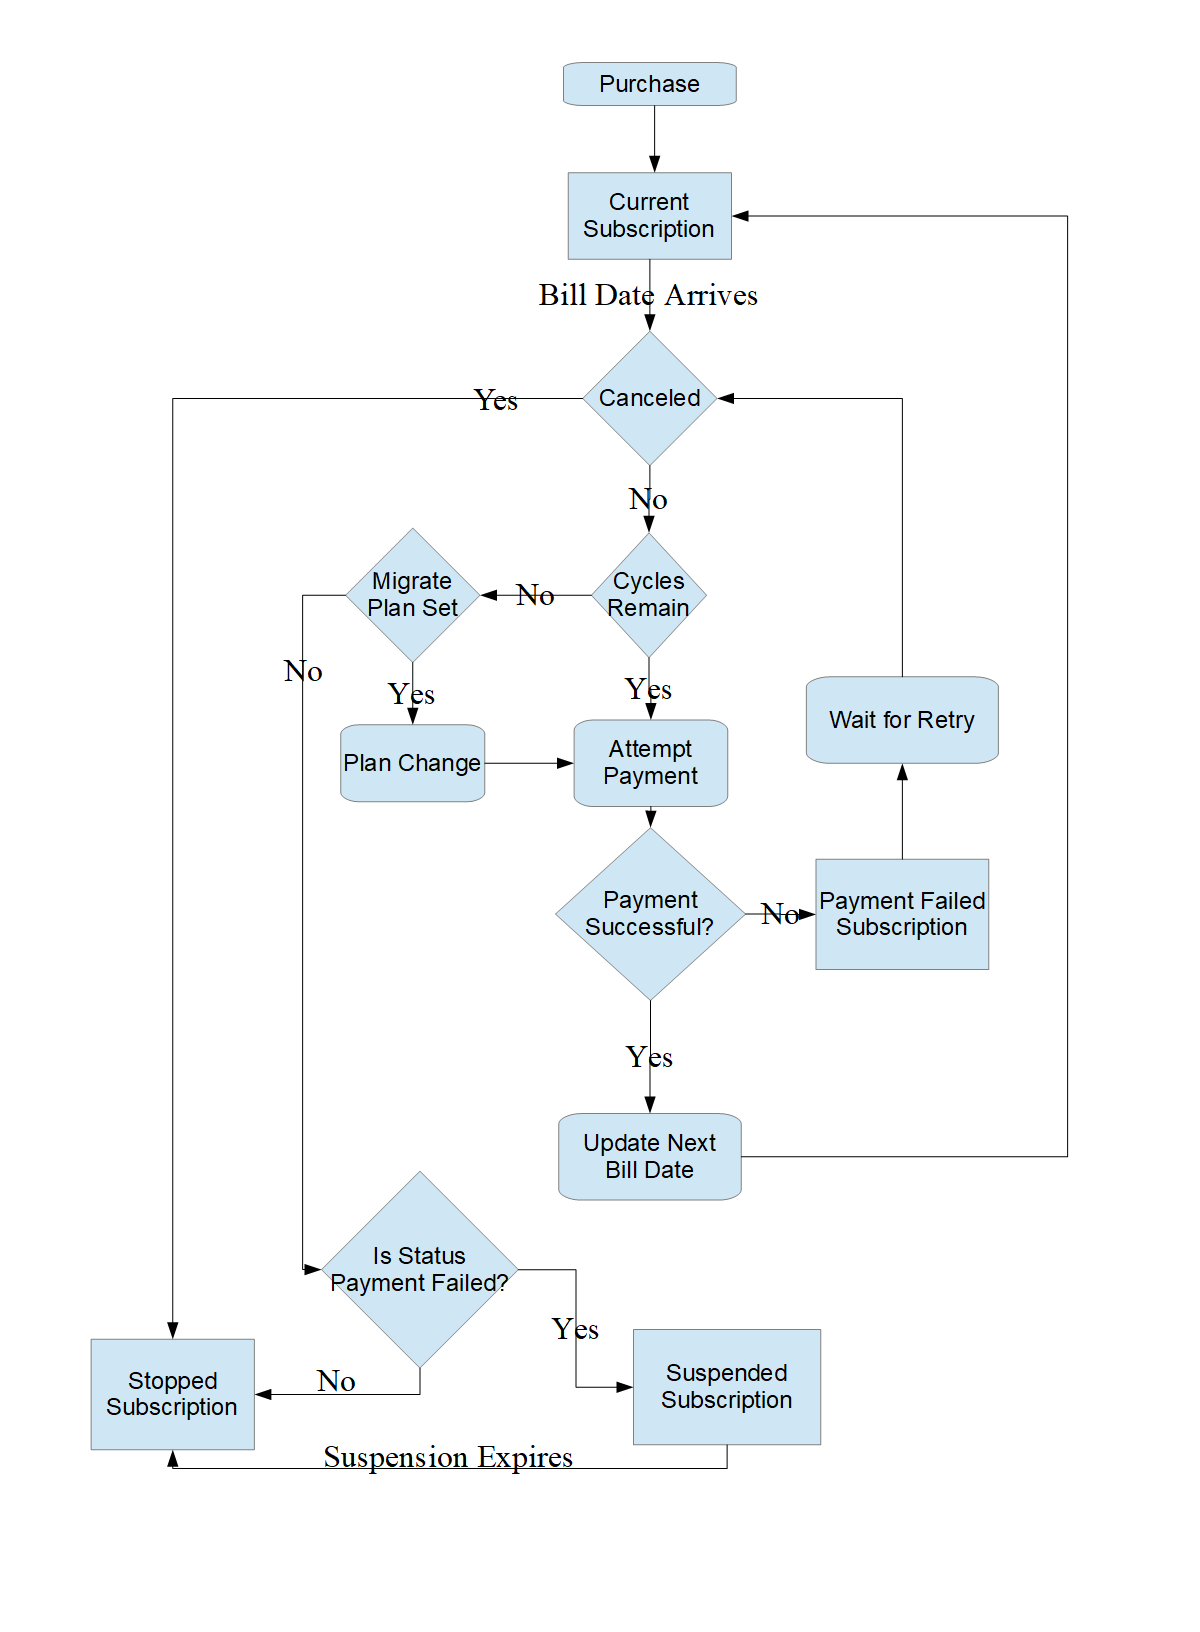 Purchase
Current
Subscription
Bill Date Arrives
Yes
Canceled
No
Migrate
Plan Set
No
Cycles
Remain
No
Yes
Yes
Plan Change
Attempt
Payment
Wait for Retry
Payment
Successful?
No
Payment Failed
Subscription
Yes
Update Next
Bill Date
Is Status
Payment Failed?
Yes
Stopped
Subscription
No
Suspended
Subscription
Suspension Expires